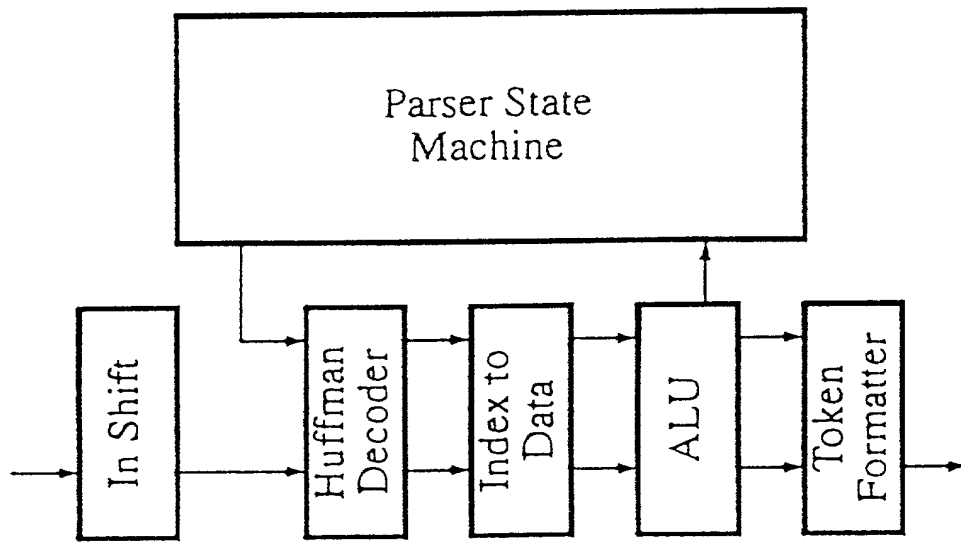 Parser State
Machine
In Shift
Huffman
Decoder
Index to
Data
ALU
Token
Formatter